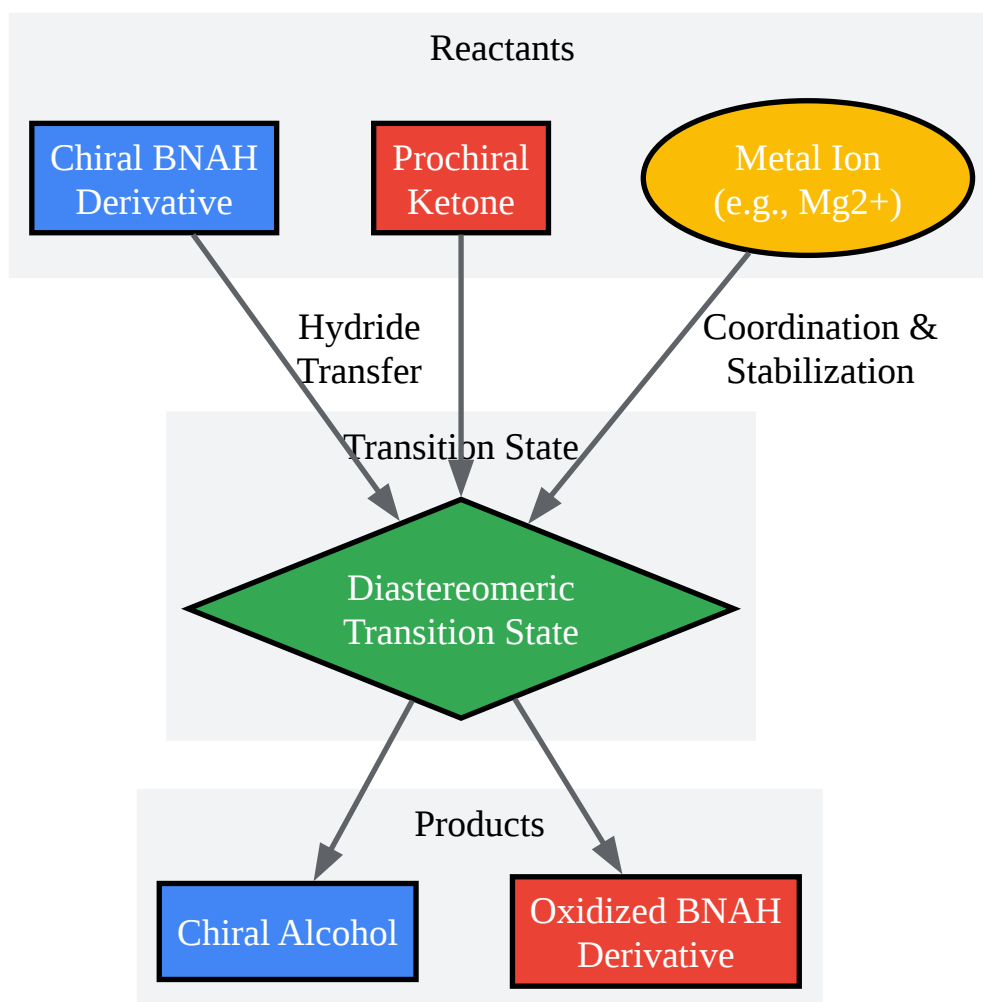 Reactants
Chiral BNAH
Derivative
Prochiral
Ketone
Metal Ion
(e.g., Mg2+)
Hydride
Transfer
Coordination &
Stabilization
Transition State
Diastereomeric
Transition State
Products
Chiral Alcohol
Oxidized BNAH
Derivative